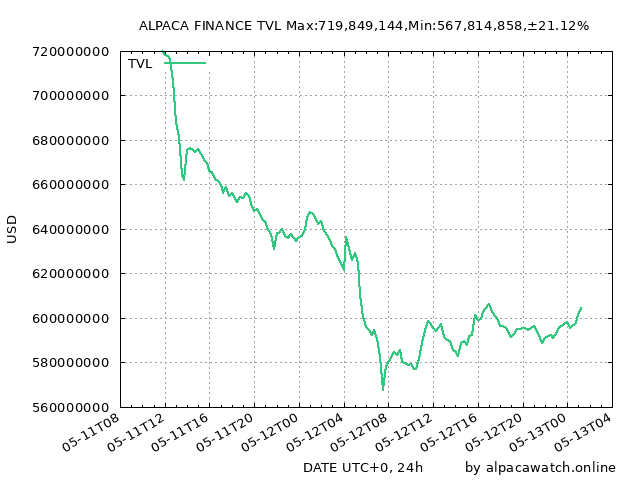 ALPACA FINANCE TVL Max:719,849,144,Min:567,814,858,±21.12%
720000000
TVL
700000000
680000000
660000000
640000000
USD
620000000
600000000
580000000
560000000
05-11T08
05-11T12
05-11T16
05-11T20
05-12T00
05-12T04
05-12T08
05-12T12
05-12T16
05-12T20
05-13T00
05-13T04
DATE UTC+0, 24h
by alpacawatch.online